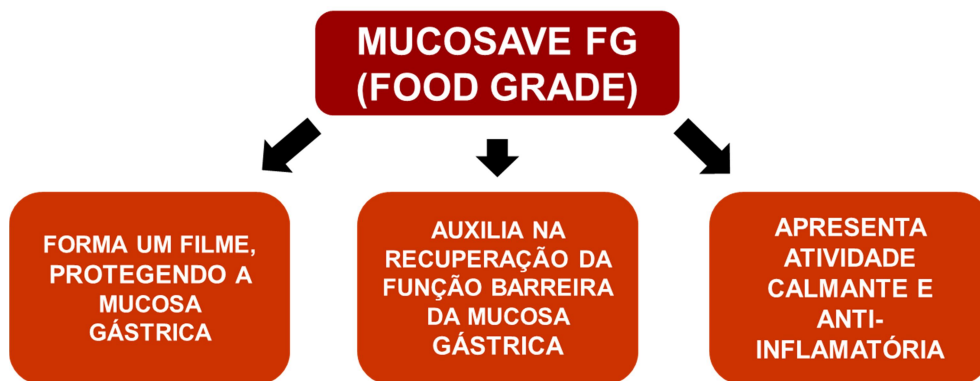 MUCOSAVE FG
(FOOD GRADE)
FORMA UM FILME,
PROTEGENDO A
MUCOSA
GÁSTRICA
AUXILIA NA
RECUPERAÇÃO DA
FUNÇÃO BARREIRA
DA MUCOSA
GÁSTRICA
APRESENTA
ATIVIDADE
CALMANTE E
ANTI-
INFLAMATÓRIA